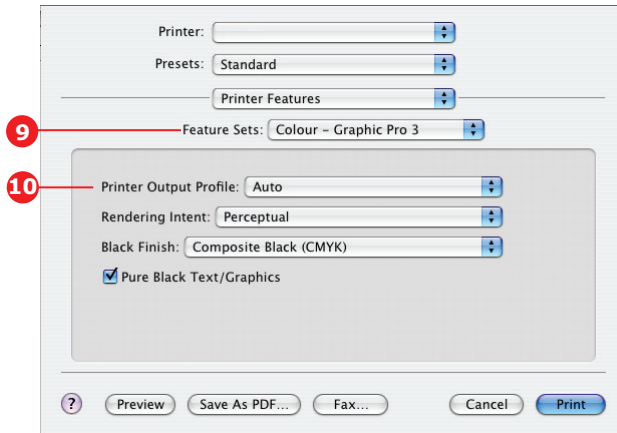 Printer:
Presets: Standard
Printer Features
9 Feature Sets: Colour – Graphic Pro 3
10 Printer Output Profile: Auto
Rendering Intent: Perceptual
Black Finish: Composite Black (CMYK)
Pure Black Text/Graphics
? Preview Save As PDF... Fax... Cancel Print